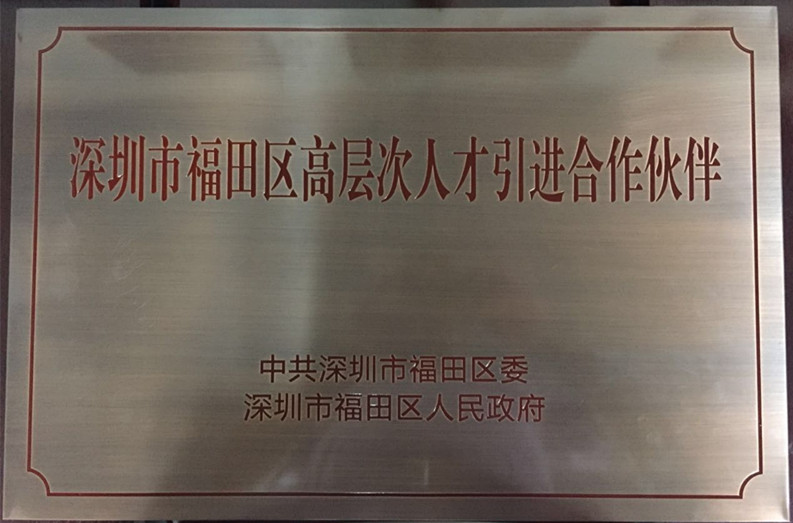 深圳市福田区高层次人才引进合作伙伴
中共深圳市福田区委
深圳市福田区人民政府